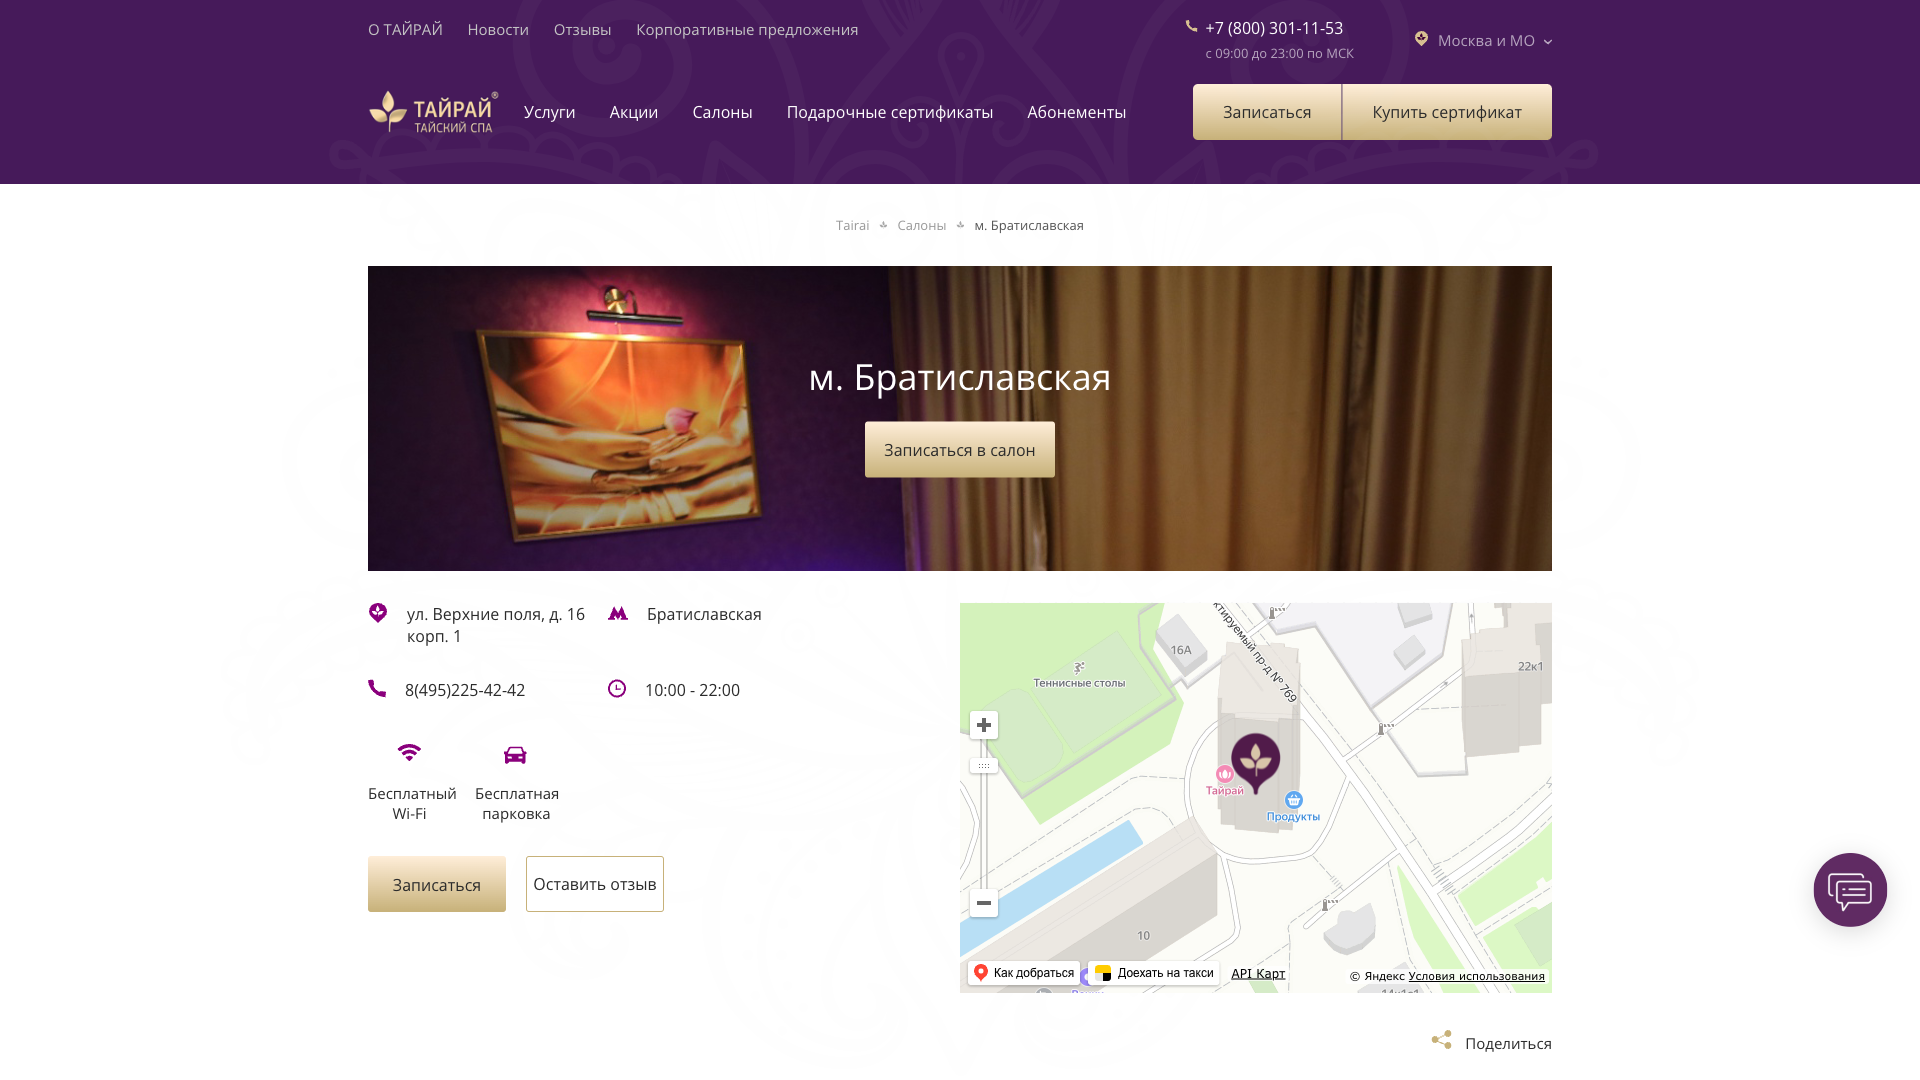 О ТАЙРАЙ
Новости
Отзывы
Корпоративные предложения
+7 (800) 301-11-53
с 09:00 до 23:00 по МСК
Москва и МО
ТАЙРАЙ®
ТАЙСКИЙ СПА
Услуги
Акции
Салоны
Подарочные сертификаты
Абонементы
Записаться
Купить сертификат
Tairai
Салоны
м. Братиславская
м. Братиславская
Записаться в салон
ул. Верхние поля, д. 16
корп. 1
Братиславская
8(495)225-42-42
10:00 - 22:00
Бесплатный
Wi-Fi
Бесплатная
парковка
Записаться
Оставить отзыв
ктируемый пр-д № 769
16А
22к1
Теннисные столы
Тайрай
Продукты
10
Как добраться
Доехать на такси
API Карт
© Яндекс Условия использования
Поделиться